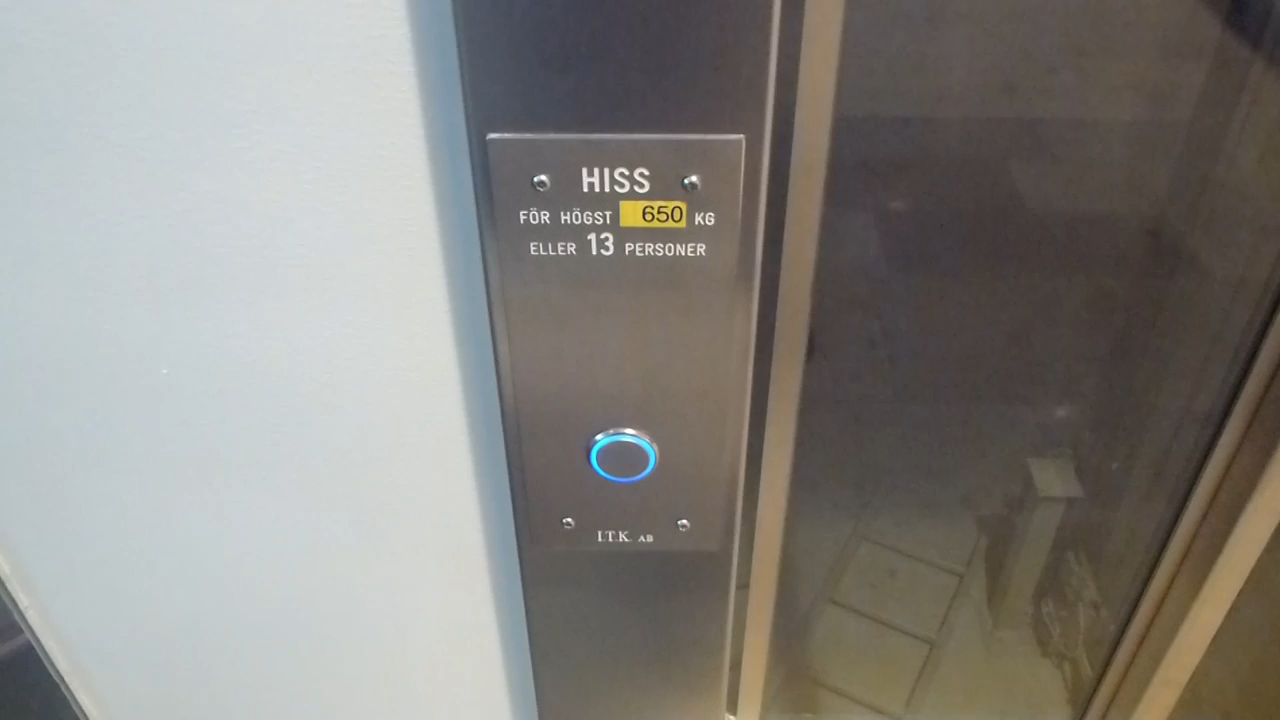 HISS
FÖR HÖGST 650 KG
ELLER 13 PERSONER
I.T.K. AB